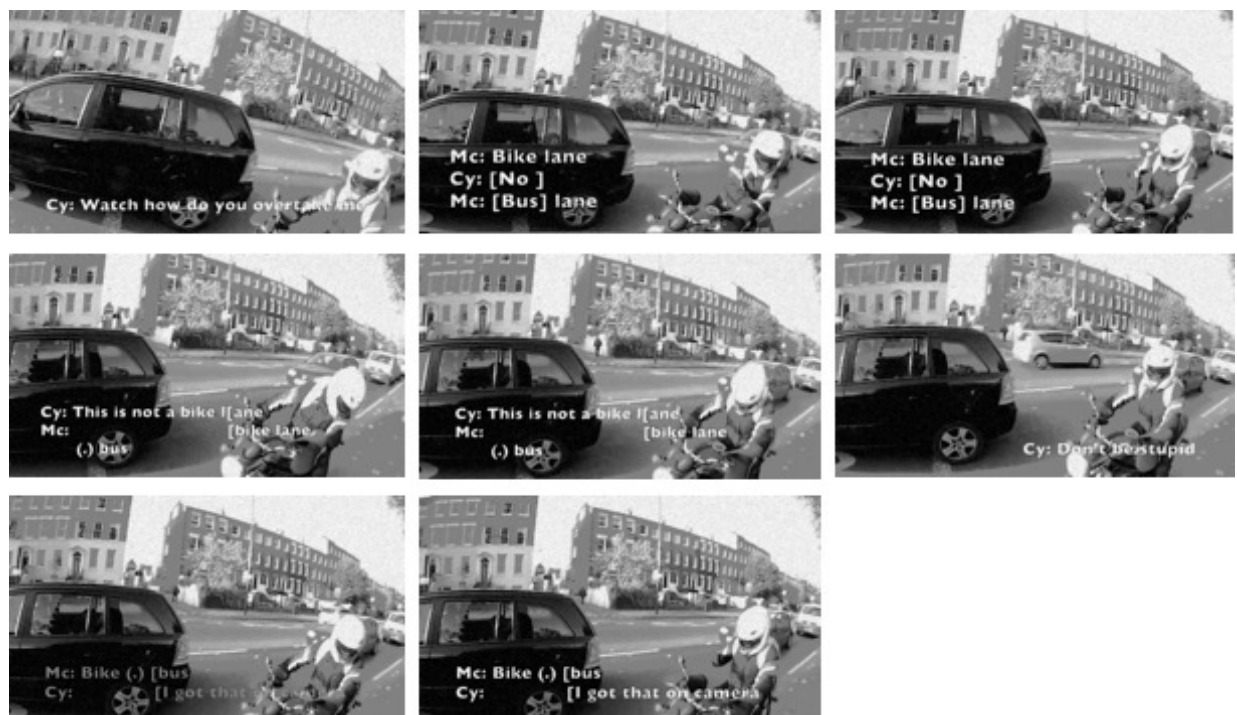 Cy: Watch how do you overtake me
Mc: Bike lane
Cy: [No ]
Mc: [Bus] lane
Mc: Bike lane
Cy: [No ]
Mc: [Bus] lane
Cy: This is not a bike l[ane
Mc: [bike lane
(.) bus
Cy: This is not a bike l[and
Mc: [bike lane
(.) bus
Cy: Don't be stupid
Mc: Bike (.) [bus
Cy: [I got that on camera
Mc: Bike (.) [bus
Cy: [I got that on camera